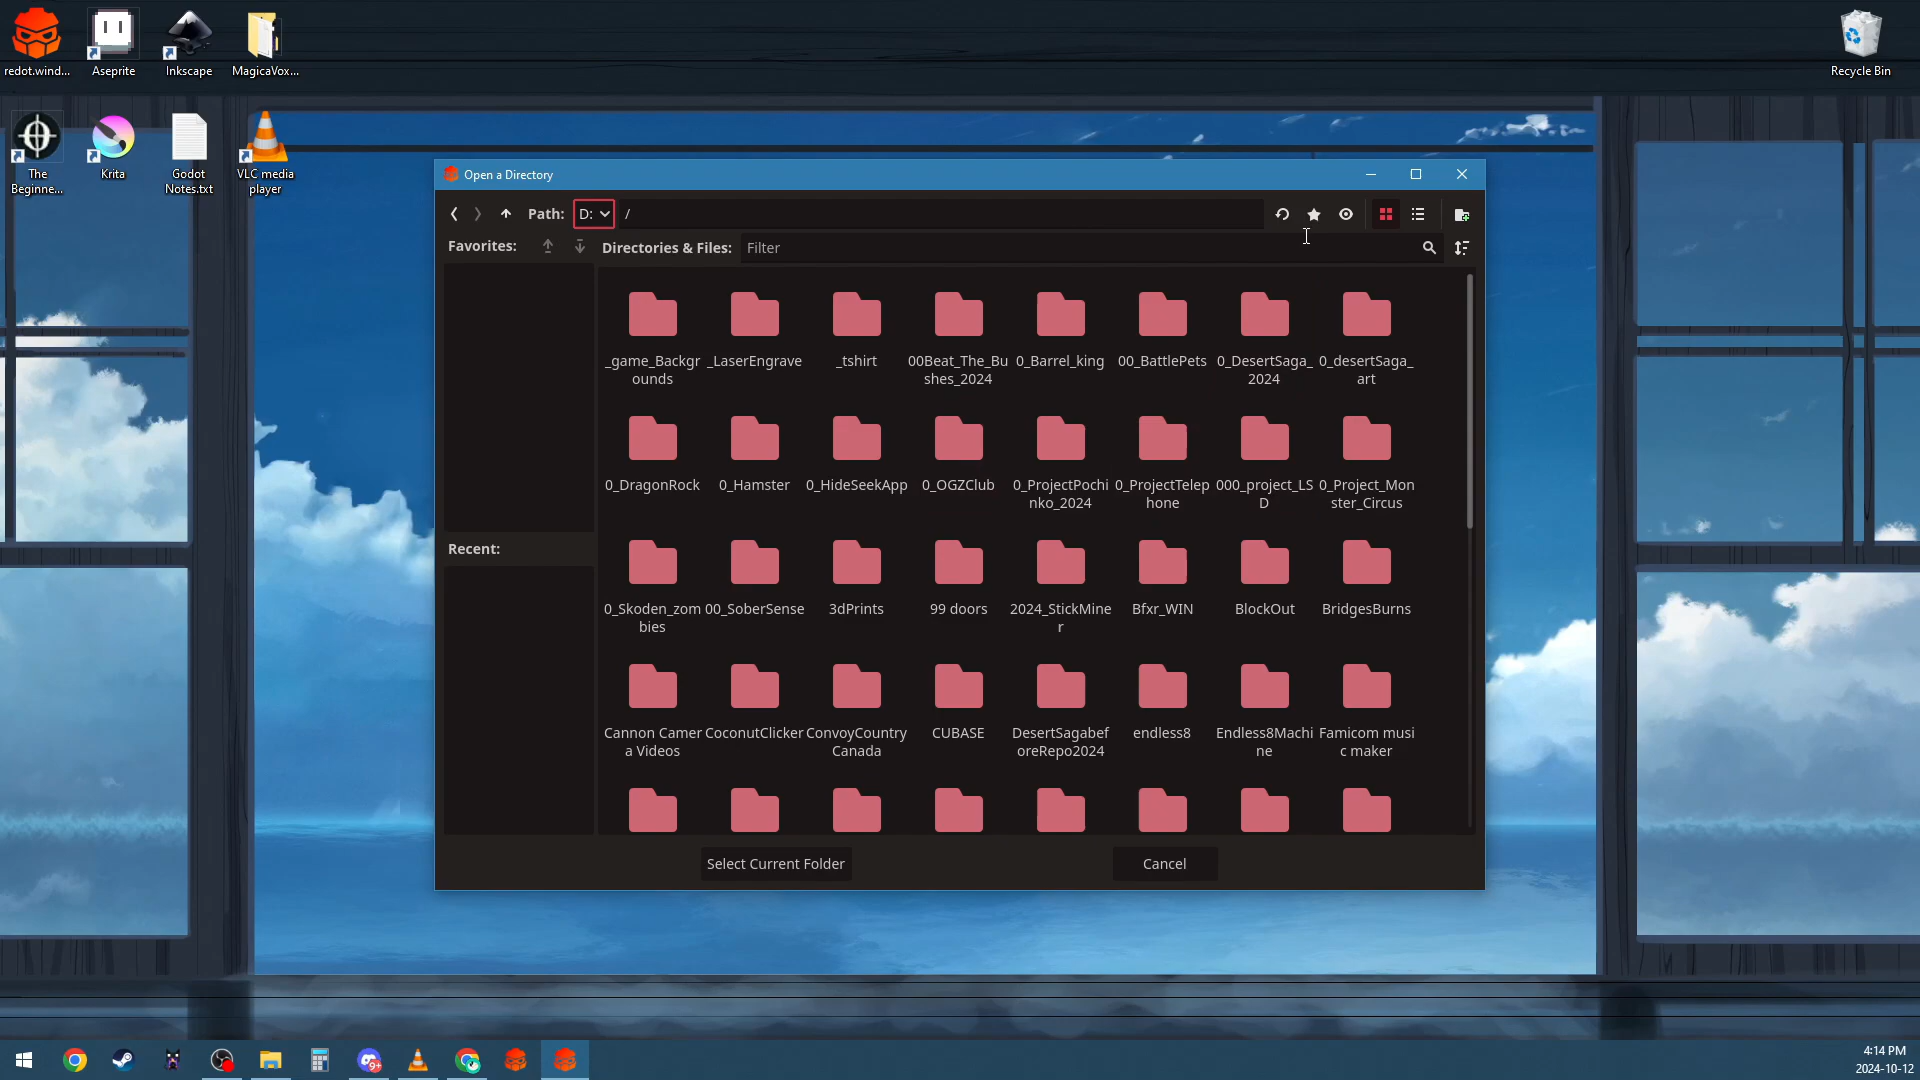 redot.wind...
Aseprite
Inkscape
MagicaVox...
Recycle Bin
The
Beginne...
Krita
Godot
Notes.txt
VLC media
player
Open a Directory
Path:
D:
/
Favorites:
Directories & Files:
Filter
_game_Backgr
ounds
_LaserEngrave
_tshirt
00Beat_The_Bu
shes_2024
0_Barrel_king
00_BattlePets
0_DesertSaga_
2024
0_desertSaga_
art
0_DragonRock
0_Hamster
0_HideSeekApp
0_OGZClub
0_ProjectPochi
nko_2024
0_ProjectTelep
hone
000_project_LS
D
0_Project_Mon
ster_Circus
Recent:
0_Skoden_zom
bies
00_SoberSense
3dPrints
99 doors
2024_StickMine
r
Bfxr_WIN
BlockOut
BridgesBurns
Cannon Camer
a Videos
CoconutClicker
ConvoyCountry
Canada
CUBASE
DesertSagabef
oreRepo2024
endless8
Endless8Machi
ne
Famicom musi
c maker
Select Current Folder
Cancel
9+
4:14 PM
2024-10-12